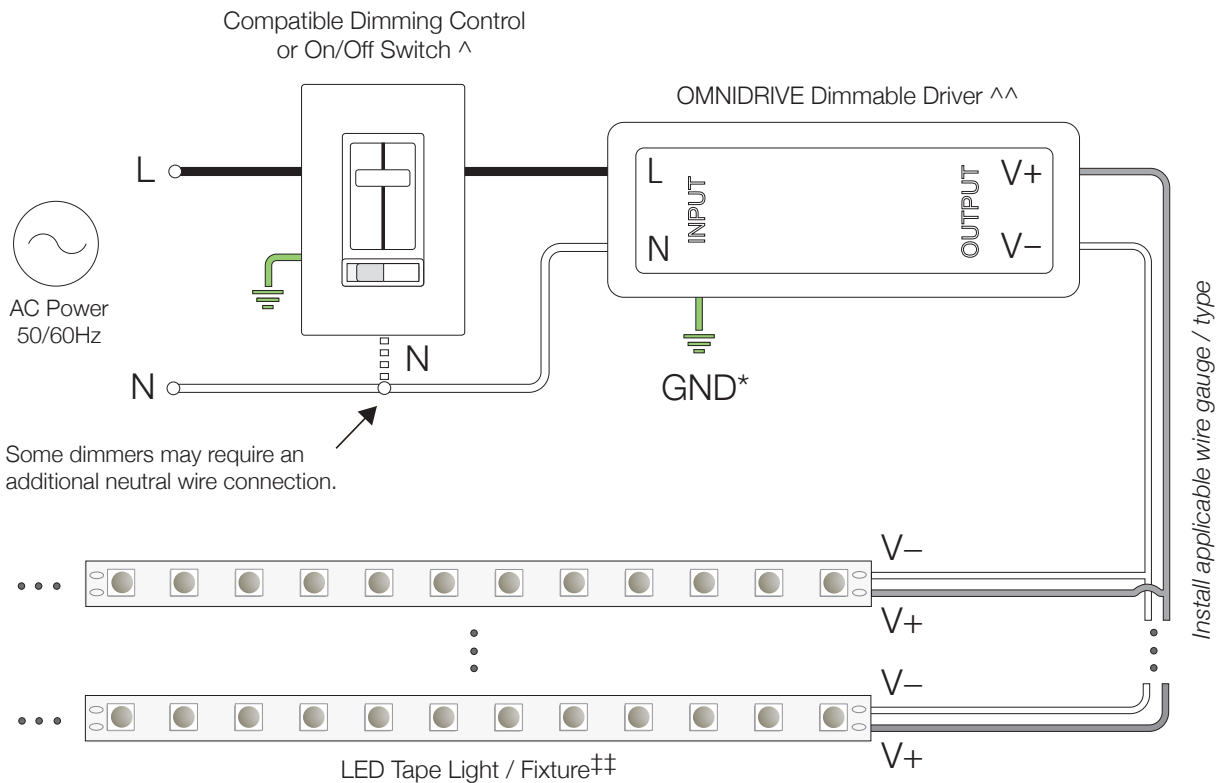 Compatible Dimming Control
or On/Off Switch ^
OMNIDRIVE Dimmable Driver ^^
L
L
INPUT
OUTPUT
V+
N
V–
AC Power
50/60Hz
N
N
GND*
Some dimmers may require an
additional neutral wire connection.
Install applicable wire gauge / type
V–
V+
V–
V+
LED Tape Light / Fixture‡‡